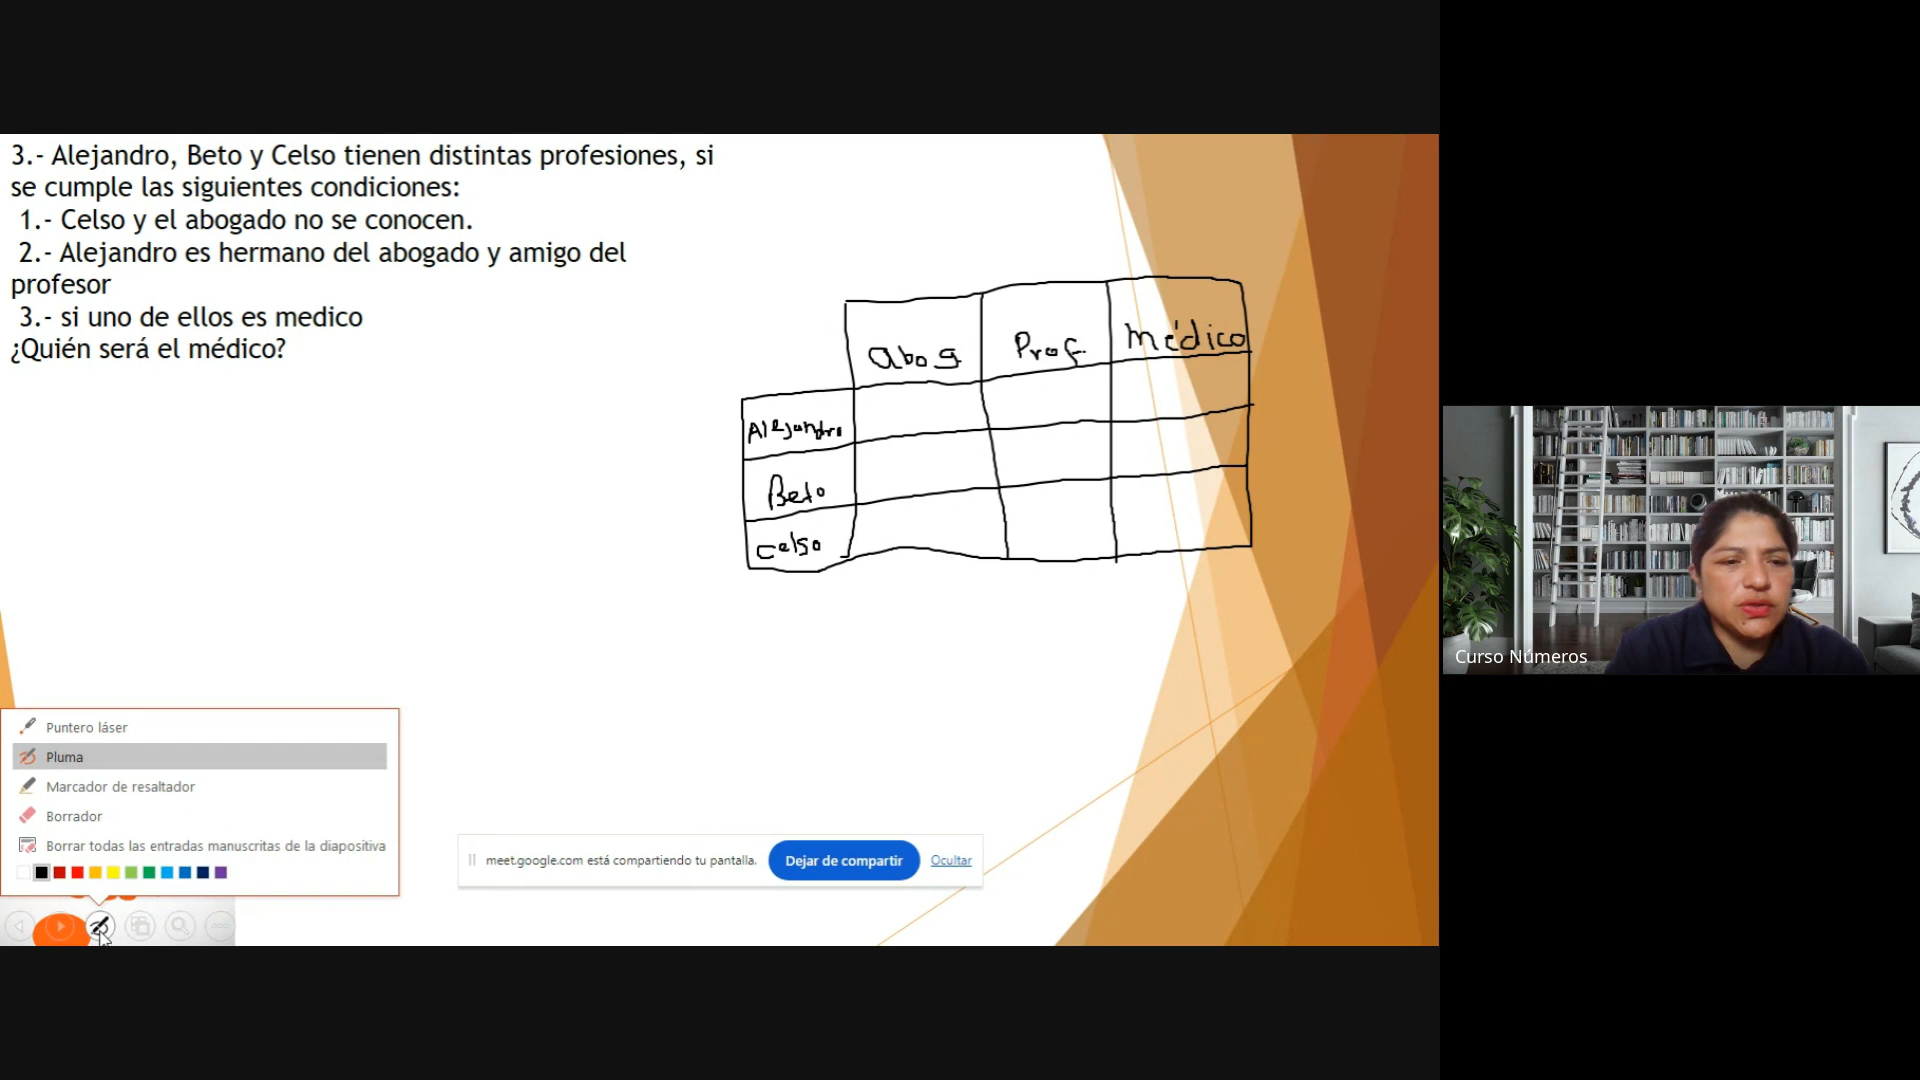 3.- Alejandro, Beto y Celso tienen distintas profesiones, si
se cumple las siguientes condiciones:
1.- Celso y el abogado no se conocen.
2.- Alejandro es hermano del abogado y amigo del
profesor
3.- si uno de ellos es medico
¿Quién será el médico?
abog Prof. Médico
Alejandro
Beto
Celso
Curso Números
Puntero láser
Pluma
Marcador de resaltador
Borrador
Borrar todas las entradas manuscritas de la diapositiva
meet.google.com está compartiendo tu pantalla. Dejar de compartir Ocultar